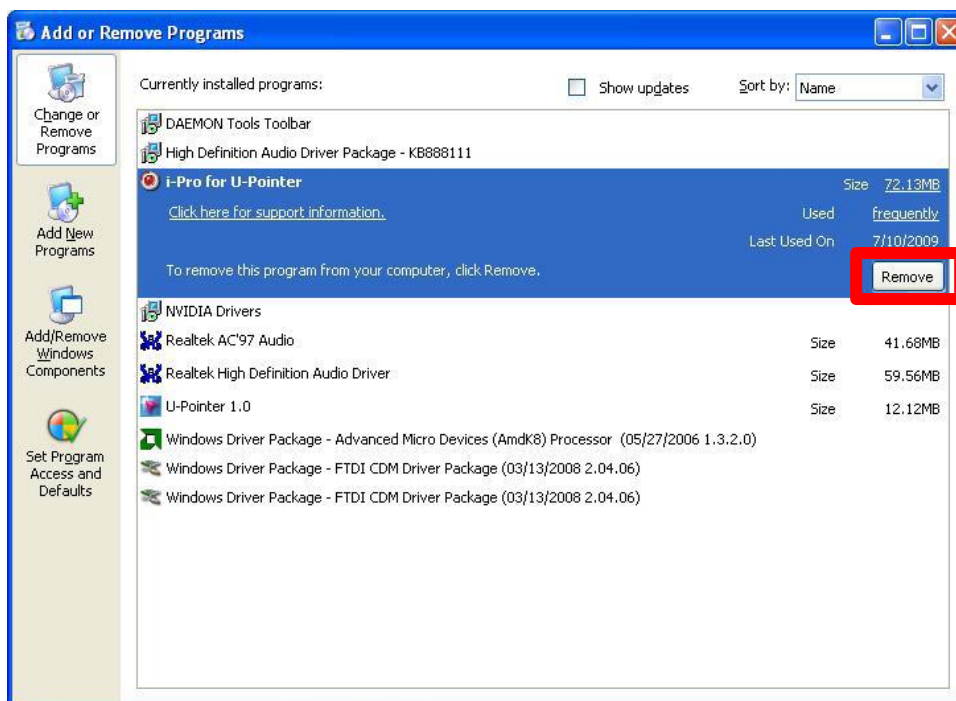 Add or Remove Programs
Change or
Remove
Programs
Add New
Programs
Add/Remove
Windows
Components
Set Program
Access and
Defaults
Currently installed programs:
Show updates
Sort by: Name
DAEMON Tools Toolbar
High Definition Audio Driver Package - KB888111
i-Pro for U-Pointer Size 72.13MB
Click here for support information. Used frequently
Last Used On 7/10/2009
To remove this program from your computer, click Remove. Remove
NVIDIA Drivers
Realtek AC'97 Audio Size 41.68MB
Realtek High Definition Audio Driver Size 59.56MB
U-Pointer 1.0 Size 12.12MB
Windows Driver Package - Advanced Micro Devices (AmdK8) Processor (05/27/2006 1.3.2.0)
Windows Driver Package - FTDI CDM Driver Package (03/13/2008 2.04.06)
Windows Driver Package - FTDI CDM Driver Package (03/13/2008 2.04.06)